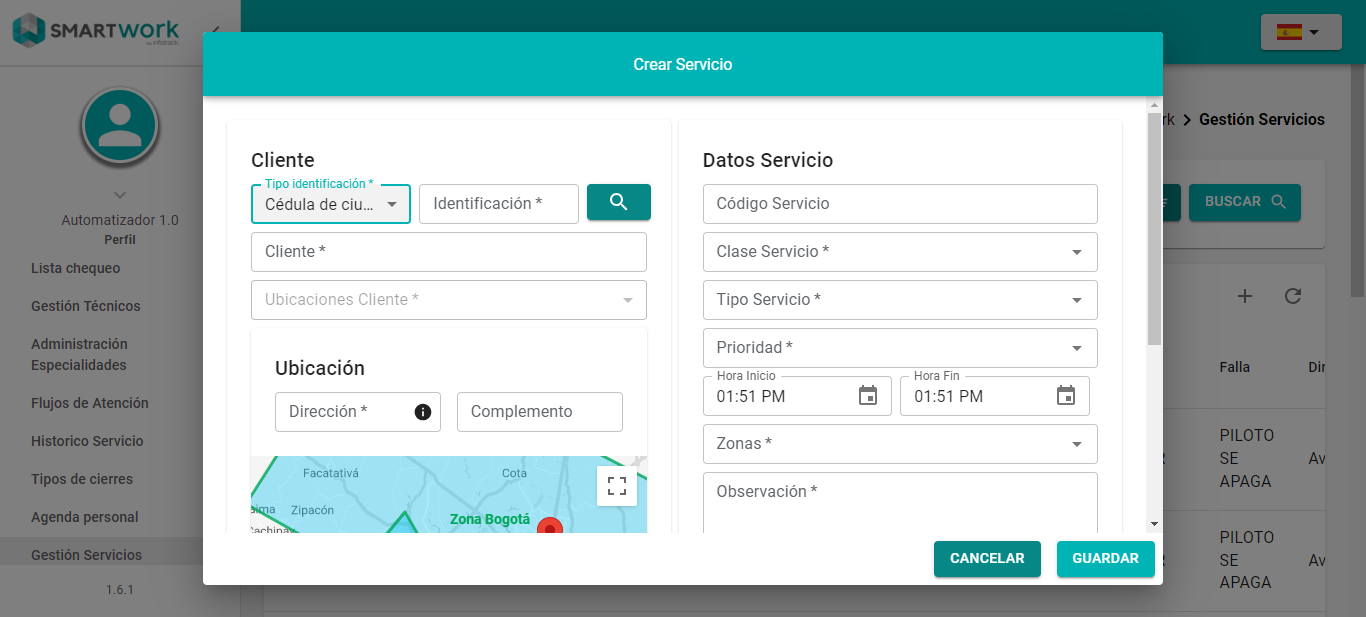 SMARTWORK
by infotrack
Automatizador 1.0
Perfil
Lista chequeo
Gestión Técnicos
Administración
Especialidades
Flujos de Atención
Historico Servicio
Tipos de cierres
Agenda personal
Gestión Servicios
1.6.1
Crear Servicio
Cliente
Tipo identificación *
Cédula de ciu...
Identificación *
Cliente *
Ubicaciones Cliente *
Ubicación
Dirección *
Complemento
Facatativá
Cota
Zipacón
Zona Bogotá
Datos Servicio
Código Servicio
Clase Servicio *
Tipo Servicio *
Prioridad *
Hora Inicio
01:51 PM
Hora Fin
01:51 PM
Zonas *
Observación *
CANCELAR
GUARDAR
rk > Gestión Servicios
BUSCAR
Falla
Dir
PILOTO
SE
APAGA
Av
PILOTO
SE
APAGA
Av